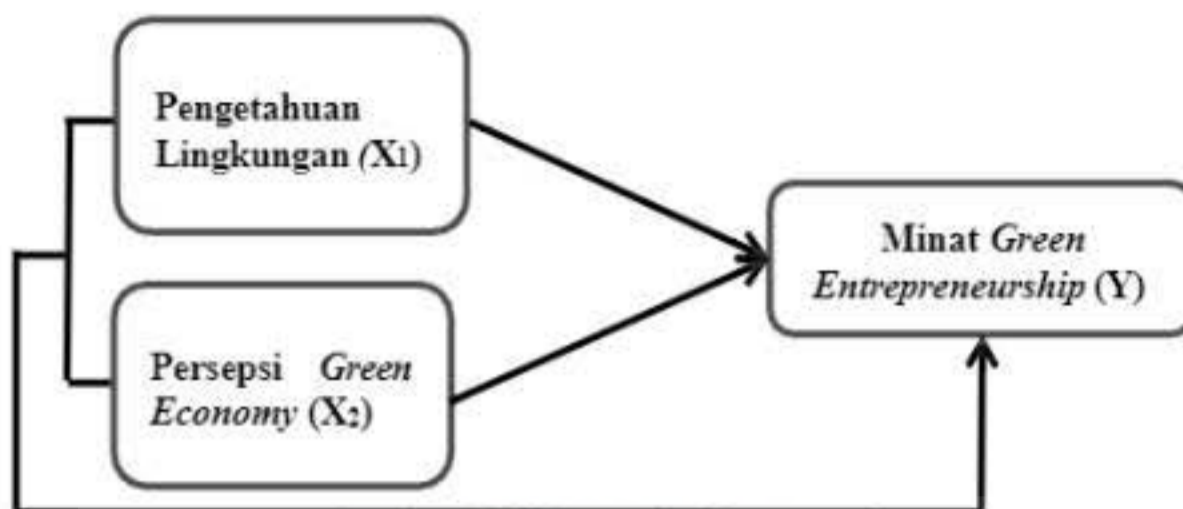 Pengetahuan
Lingkungan (X1)
Minat Green
Entrepreneurship (Y)
Persepsi Green
Economy (X2)